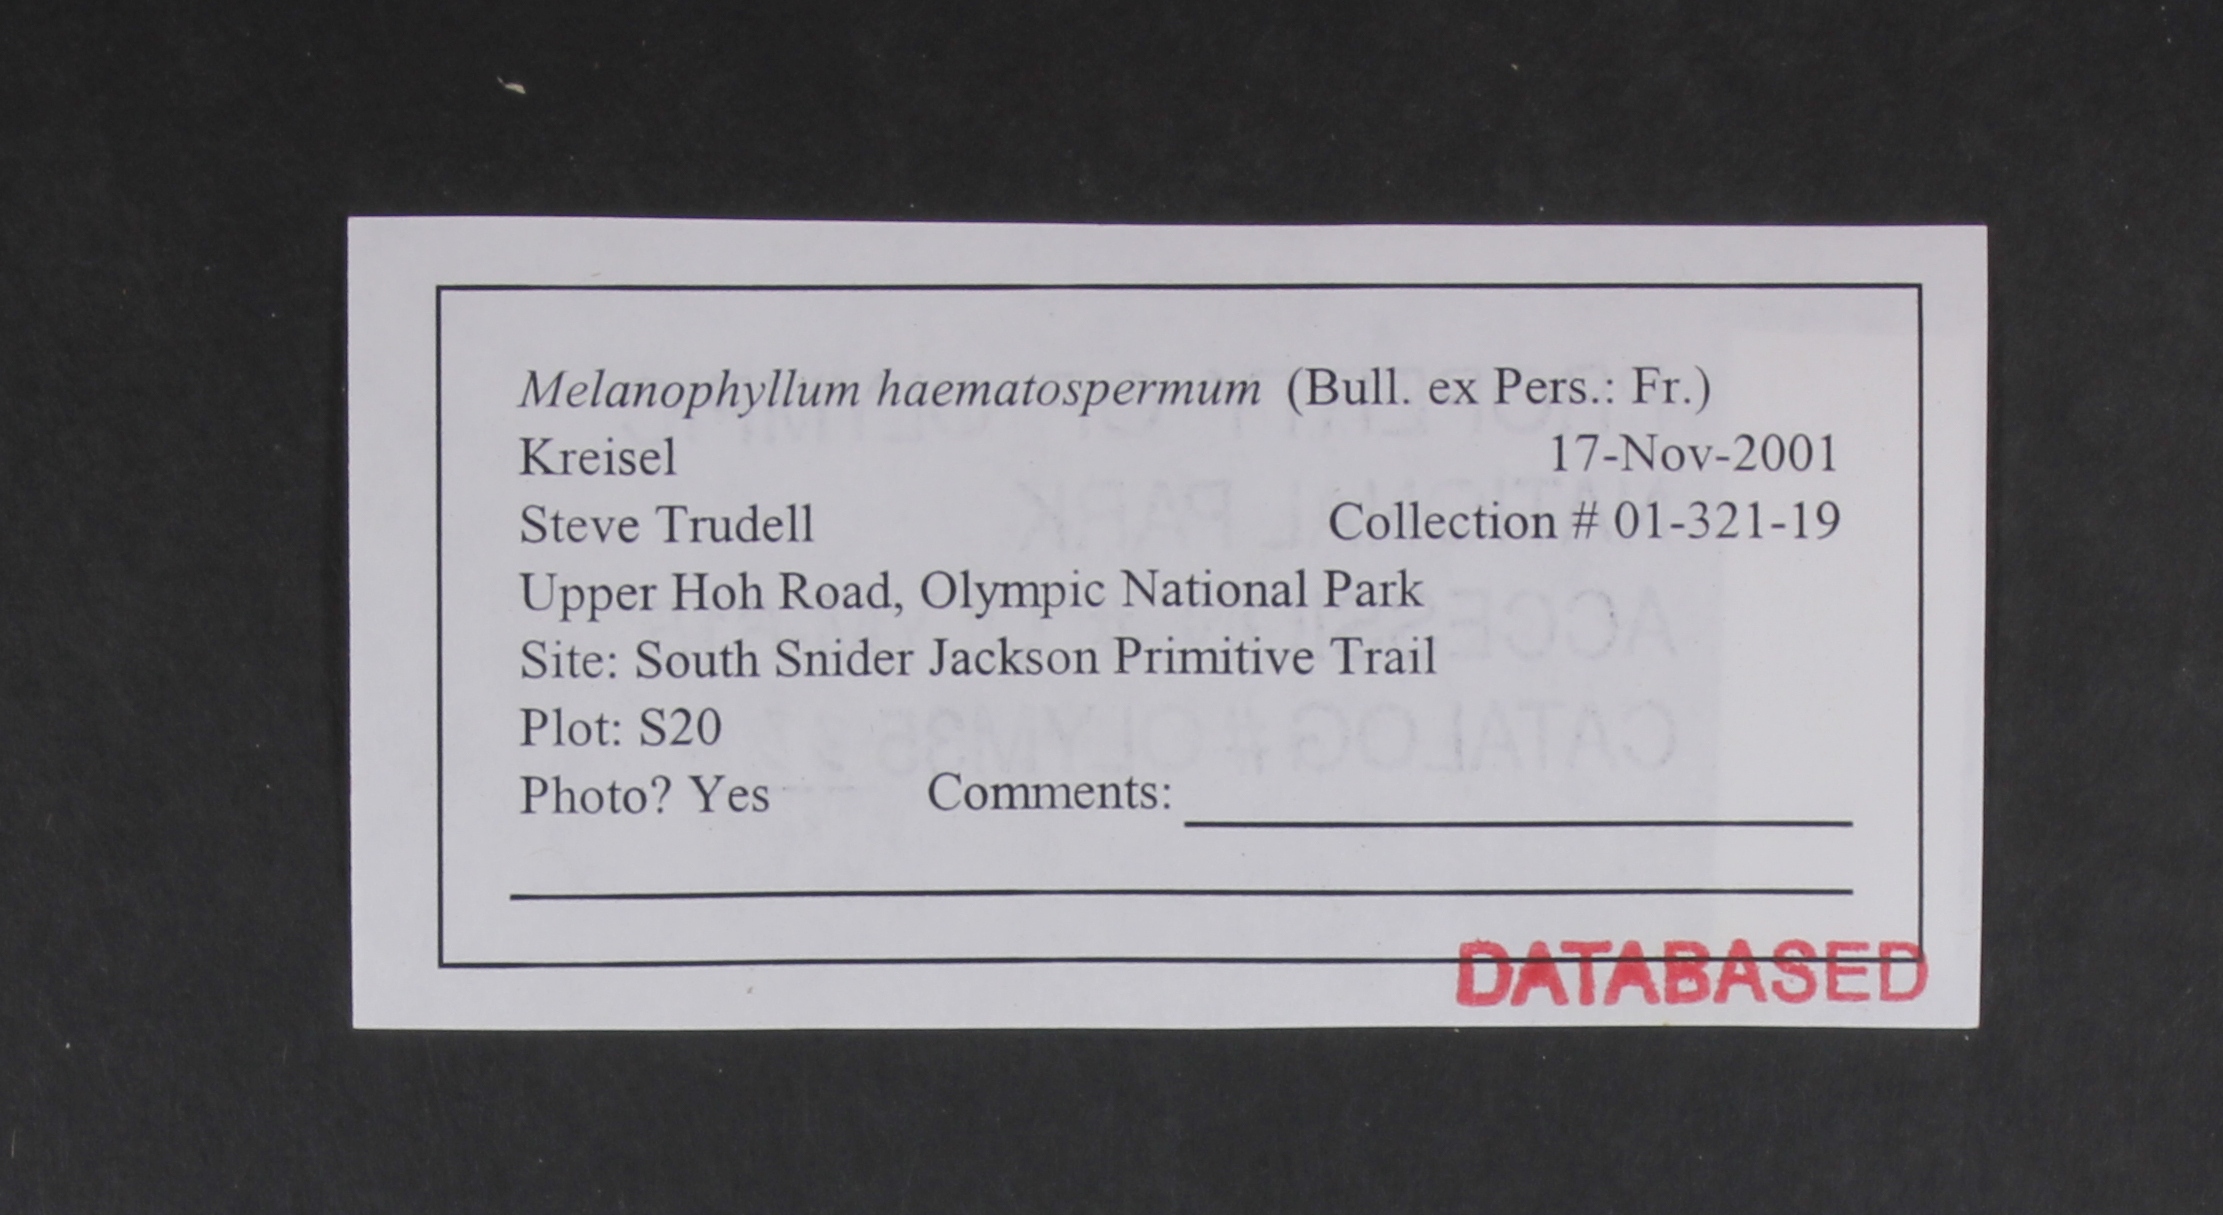 Melanophyllum haematospermum (Bull. ex Pers.: Fr.)
Kreisel 17-Nov-2001
Steve Trudell Collection # 01-321-19
Upper Hoh Road, Olympic National Park
Site: South Snider Jackson Primitive Trail
Plot: S20
Photo? Yes Comments:
DATABASED